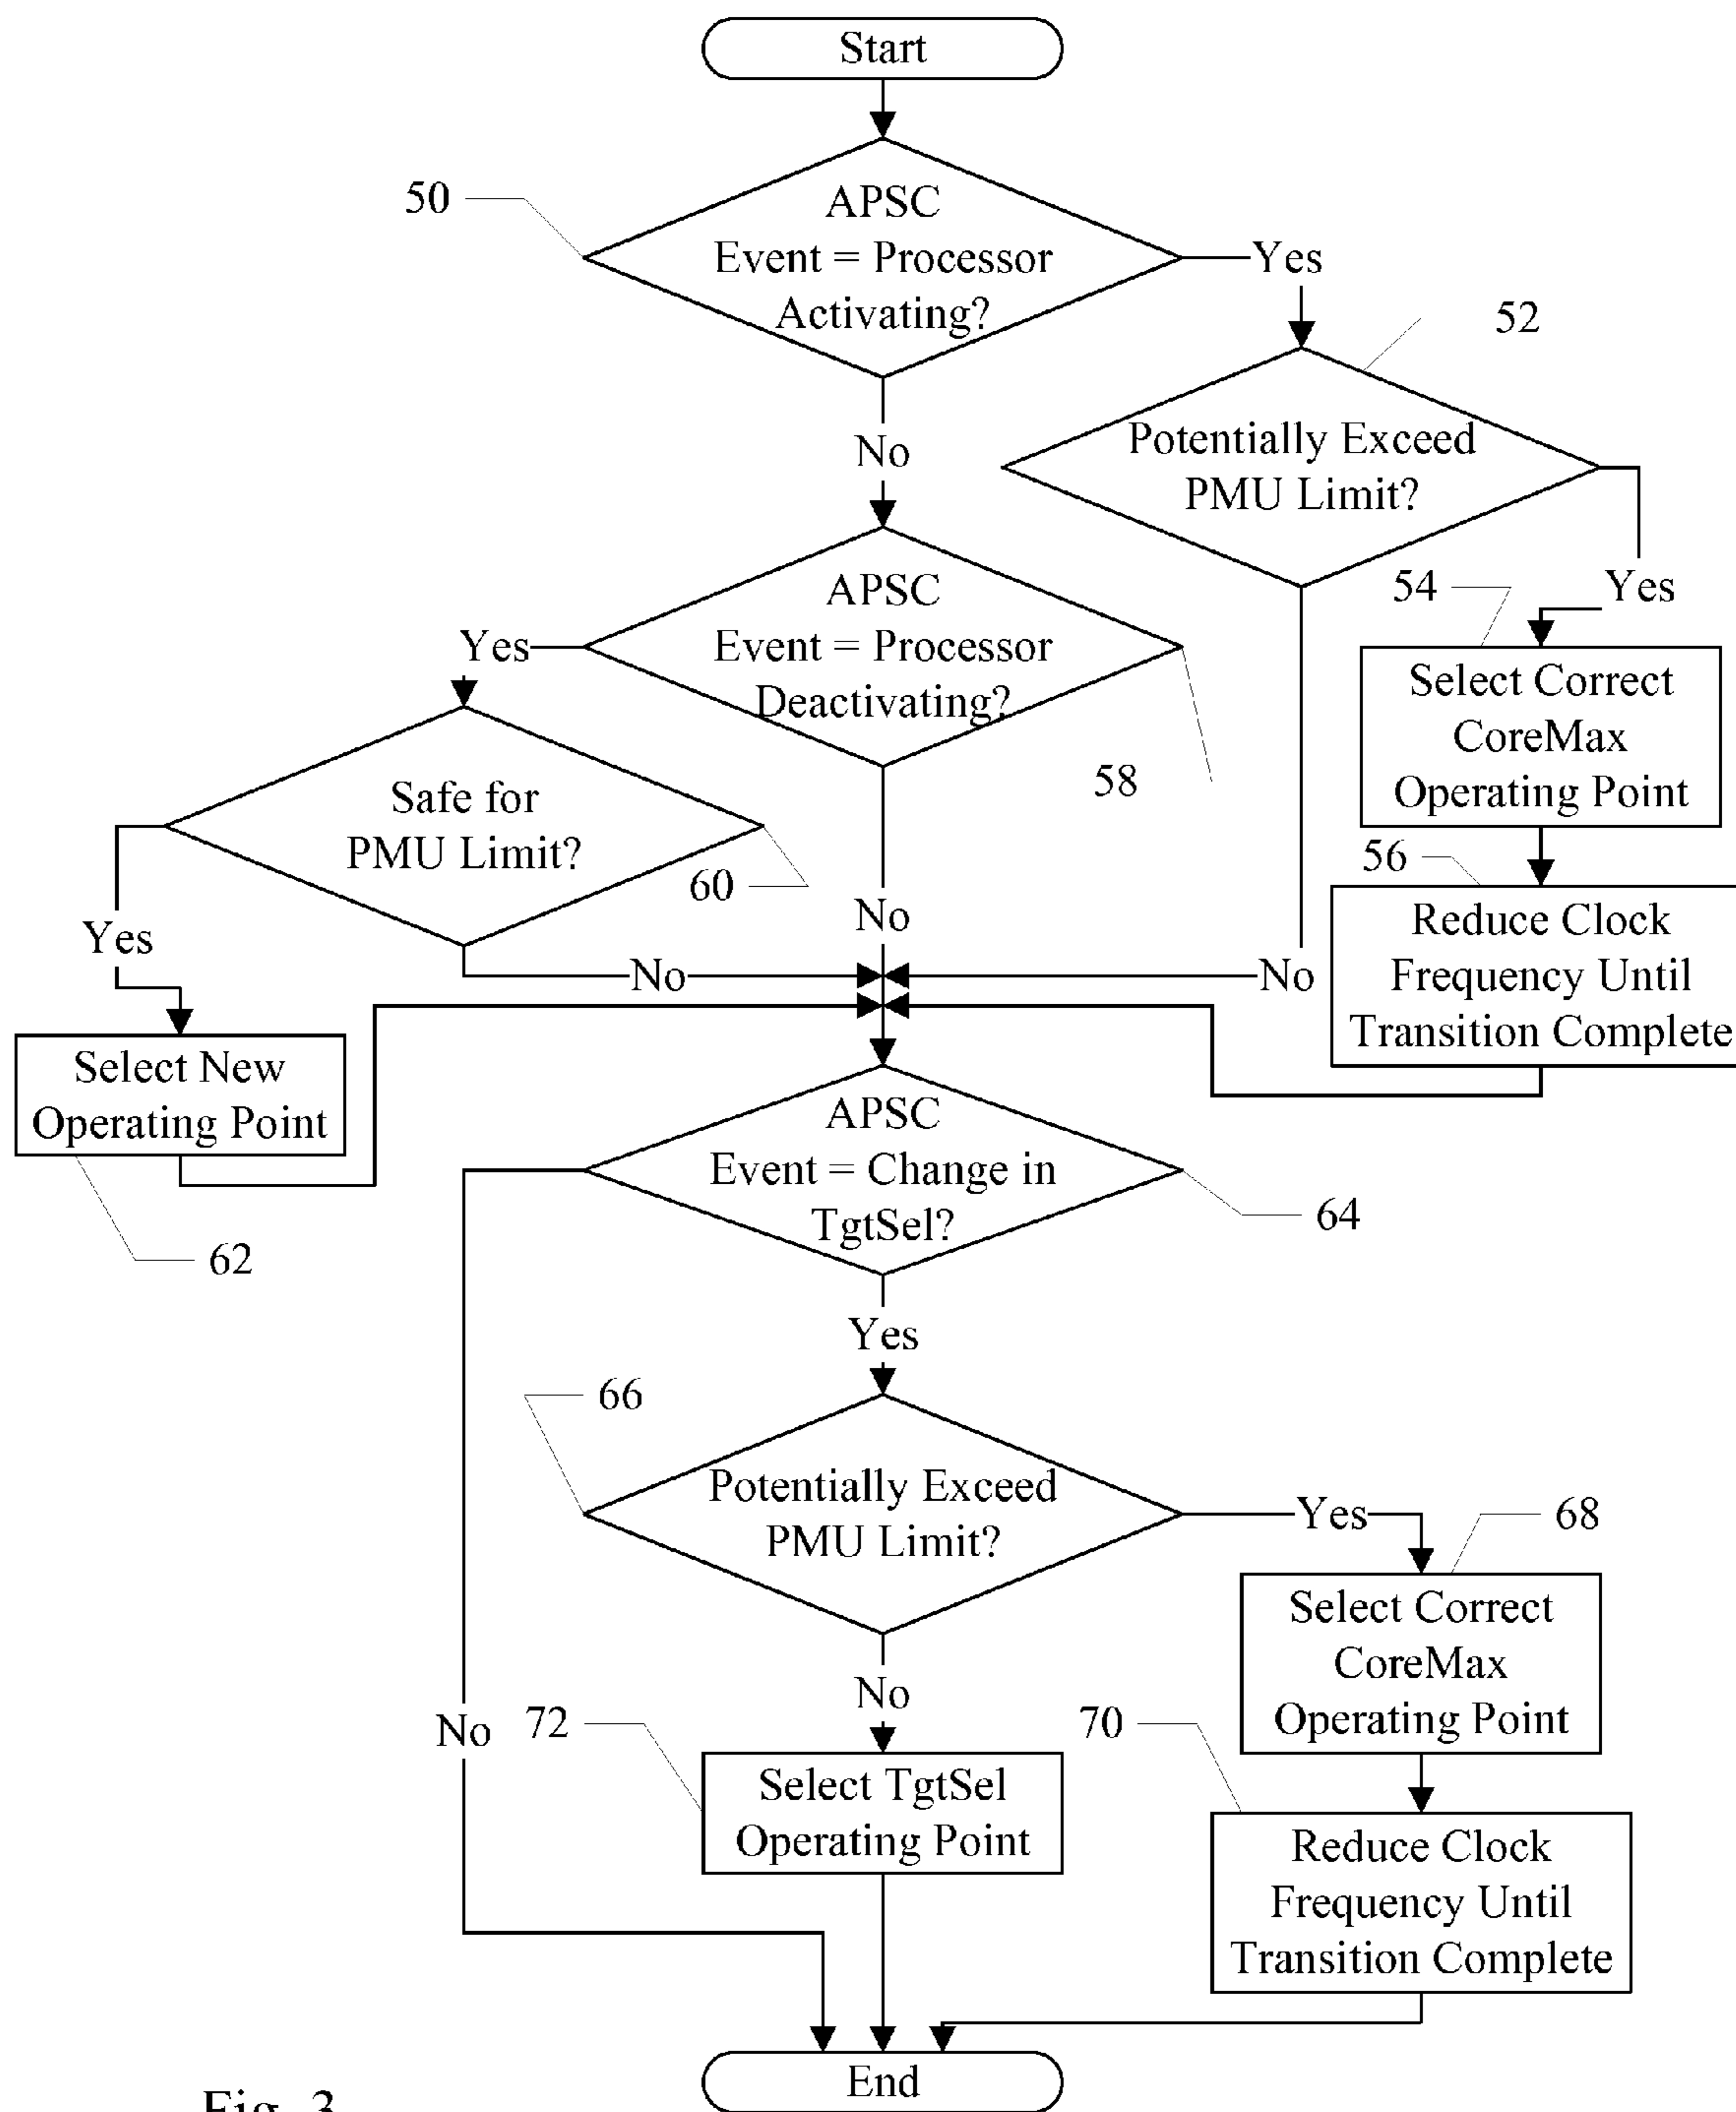 Start
50
APSC
Event = Processor
Activating?
Yes
52
No
Potentially Exceed
PMU Limit?
54
Yes
APSC
Event = Processor
Deactivating?
Yes
Select Correct
CoreMax
Operating Point
58
Safe for
PMU Limit?
60
56
No
Reduce Clock
Frequency Until
Transition Complete
Yes
No
No
Select New
Operating Point
62
APSC
Event = Change in
TgtSel?
64
Yes
66
Potentially Exceed
PMU Limit?
Yes
68
Select Correct
CoreMax
Operating Point
No
No
72
70
Select TgtSel
Operating Point
Reduce Clock
Frequency Until
Transition Complete
End
Fig. 3